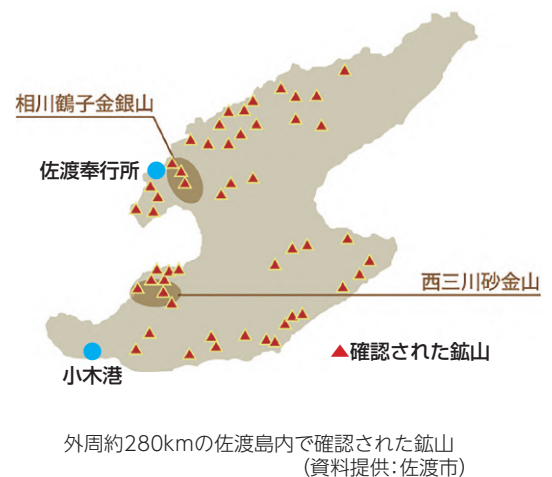 相川鶴子金銀山
佐渡奉行所
西三川砂金山
▲確認された鉱山
小木港
外周約280kmの佐渡島内で確認された鉱山
(資料提供:佐渡市)